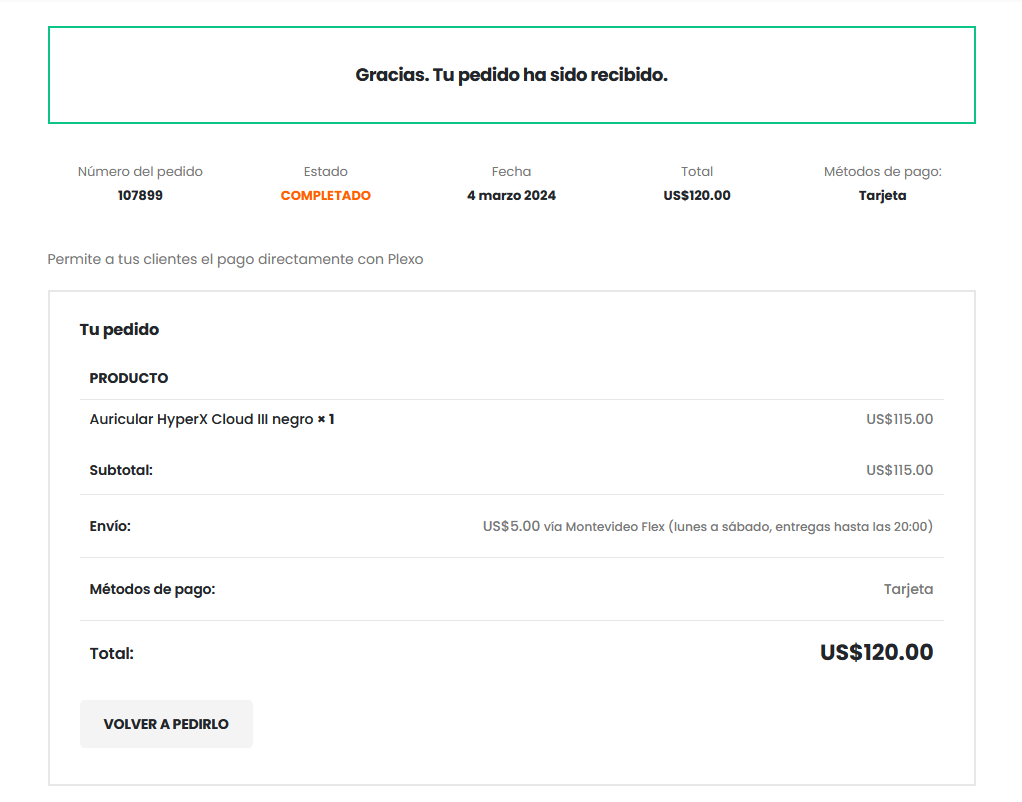 Gracias. Tu pedido ha sido recibido.
Número del pedido
107899
Estado
COMPLETADO
Fecha
4 marzo 2024
Total
US$120.00
Métodos de pago:
Tarjeta
Permite a tus clientes el pago directamente con Plexo
Tu pedido
PRODUCTO
Auricular HyperX Cloud III negro × 1 US$115.00
Subtotal: US$115.00
Envío: US$5.00 vía Montevideo Flex (lunes a sábado, entregas hasta las 20:00)
Métodos de pago: Tarjeta
Total: US$120.00
VOLVER A PEDIRLO